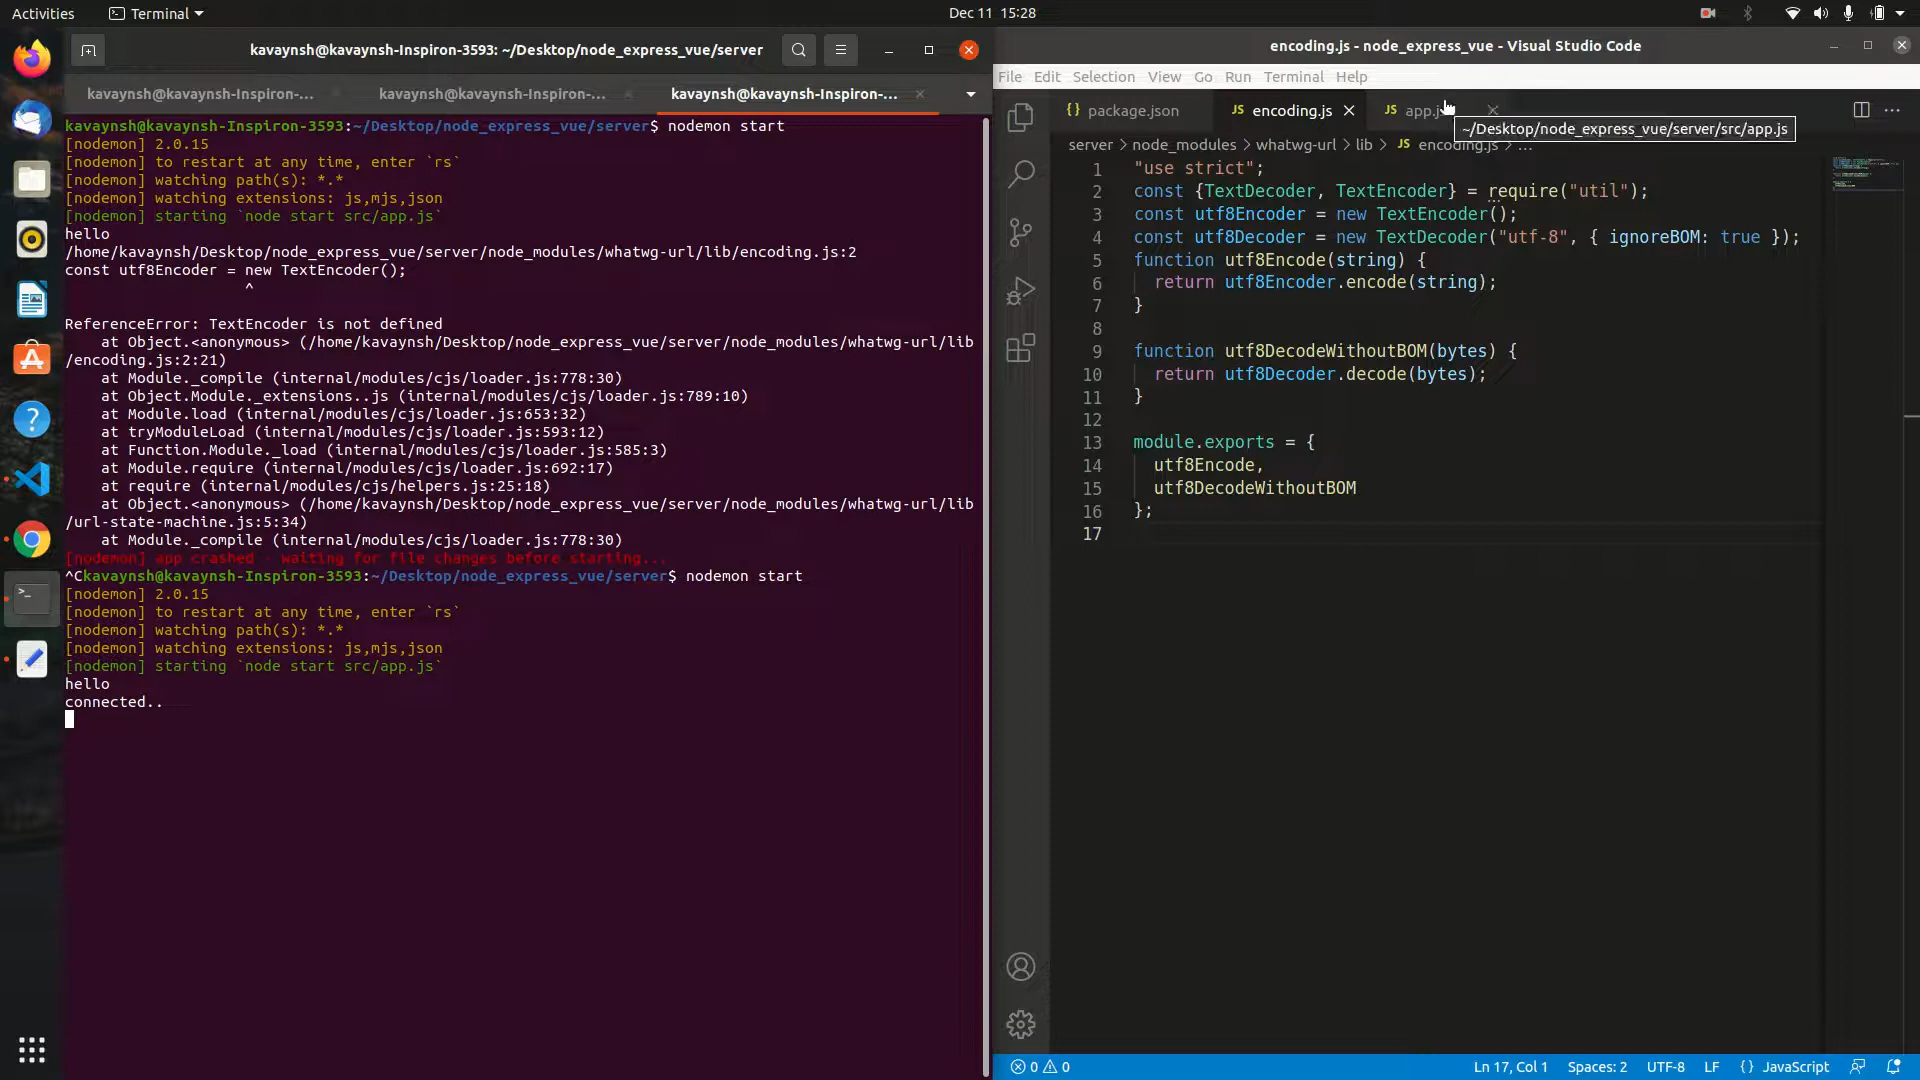 Activities
Terminal
Dec 11 15:28
kavaynsh@kavaynsh-Inspiron-3593: ~/Desktop/node_express_vue/server
kavaynsh@kavaynsh-Inspiron-...
kavaynsh@kavaynsh-Inspiron-...
kavaynsh@kavaynsh-Inspiron-...
kavaynsh@kavaynsh-Inspiron-3593:~/Desktop/node_express_vue/server$ nodemon start
[nodemon] 2.0.15
[nodemon] to restart at any time, enter `rs`
[nodemon] watching path(s): *.*
[nodemon] watching extensions: js,mjs,json
[nodemon] starting `node start src/app.js`
hello
/home/kavaynsh/Desktop/node_express_vue/server/node_modules/whatwg-url/lib/encoding.js:2
const utf8Encoder = new TextEncoder();
^
ReferenceError: TextEncoder is not defined
at Object.<anonymous> (/home/kavaynsh/Desktop/node_express_vue/server/node_modules/whatwg-url/lib
/encoding.js:2:21)
at Module._compile (internal/modules/cjs/loader.js:778:30)
at Object.Module._extensions..js (internal/modules/cjs/loader.js:789:10)
at Module.load (internal/modules/cjs/loader.js:653:32)
at tryModuleLoad (internal/modules/cjs/loader.js:593:12)
at Function.Module._load (internal/modules/cjs/loader.js:585:3)
at Module.require (internal/modules/cjs/loader.js:692:17)
at require (internal/modules/cjs/helpers.js:25:18)
at Object.<anonymous> (/home/kavaynsh/Desktop/node_express_vue/server/node_modules/whatwg-url/lib
/url-state-machine.js:5:34)
at Module._compile (internal/modules/cjs/loader.js:778:30)
[nodemon] app crashed - waiting for file changes before starting...
^Ckavaynsh@kavaynsh-Inspiron-3593:~/Desktop/node_express_vue/server$ nodemon start
[nodemon] 2.0.15
[nodemon] to restart at any time, enter `rs`
[nodemon] watching path(s): *.*
[nodemon] watching extensions: js,mjs,json
[nodemon] starting `node start src/app.js`
hello
connected..
encoding.js - node_express_vue - Visual Studio Code
File Edit Selection View Go Run Terminal Help
{} package.json
JS encoding.js
JS app.j
~/Desktop/node_express_vue/server/src/app.js
server > node_modules > whatwg-url > lib > JS encoding.js > ...
1 "use strict";
2 const {TextDecoder, TextEncoder} = require("util");
3 const utf8Encoder = new TextEncoder();
4 const utf8Decoder = new TextDecoder("utf-8", { ignoreBOM: true });
5 function utf8Encode(string) {
6 return utf8Encoder.encode(string);
7 }
8
9 function utf8DecodeWithoutBOM(bytes) {
10 return utf8Decoder.decode(bytes);
11 }
12
13 module.exports = {
14 utf8Encode,
15 utf8DecodeWithoutBOM
16 };
17
0 0
Ln 17, Col 1
Spaces: 2
UTF-8
LF
{} JavaScript